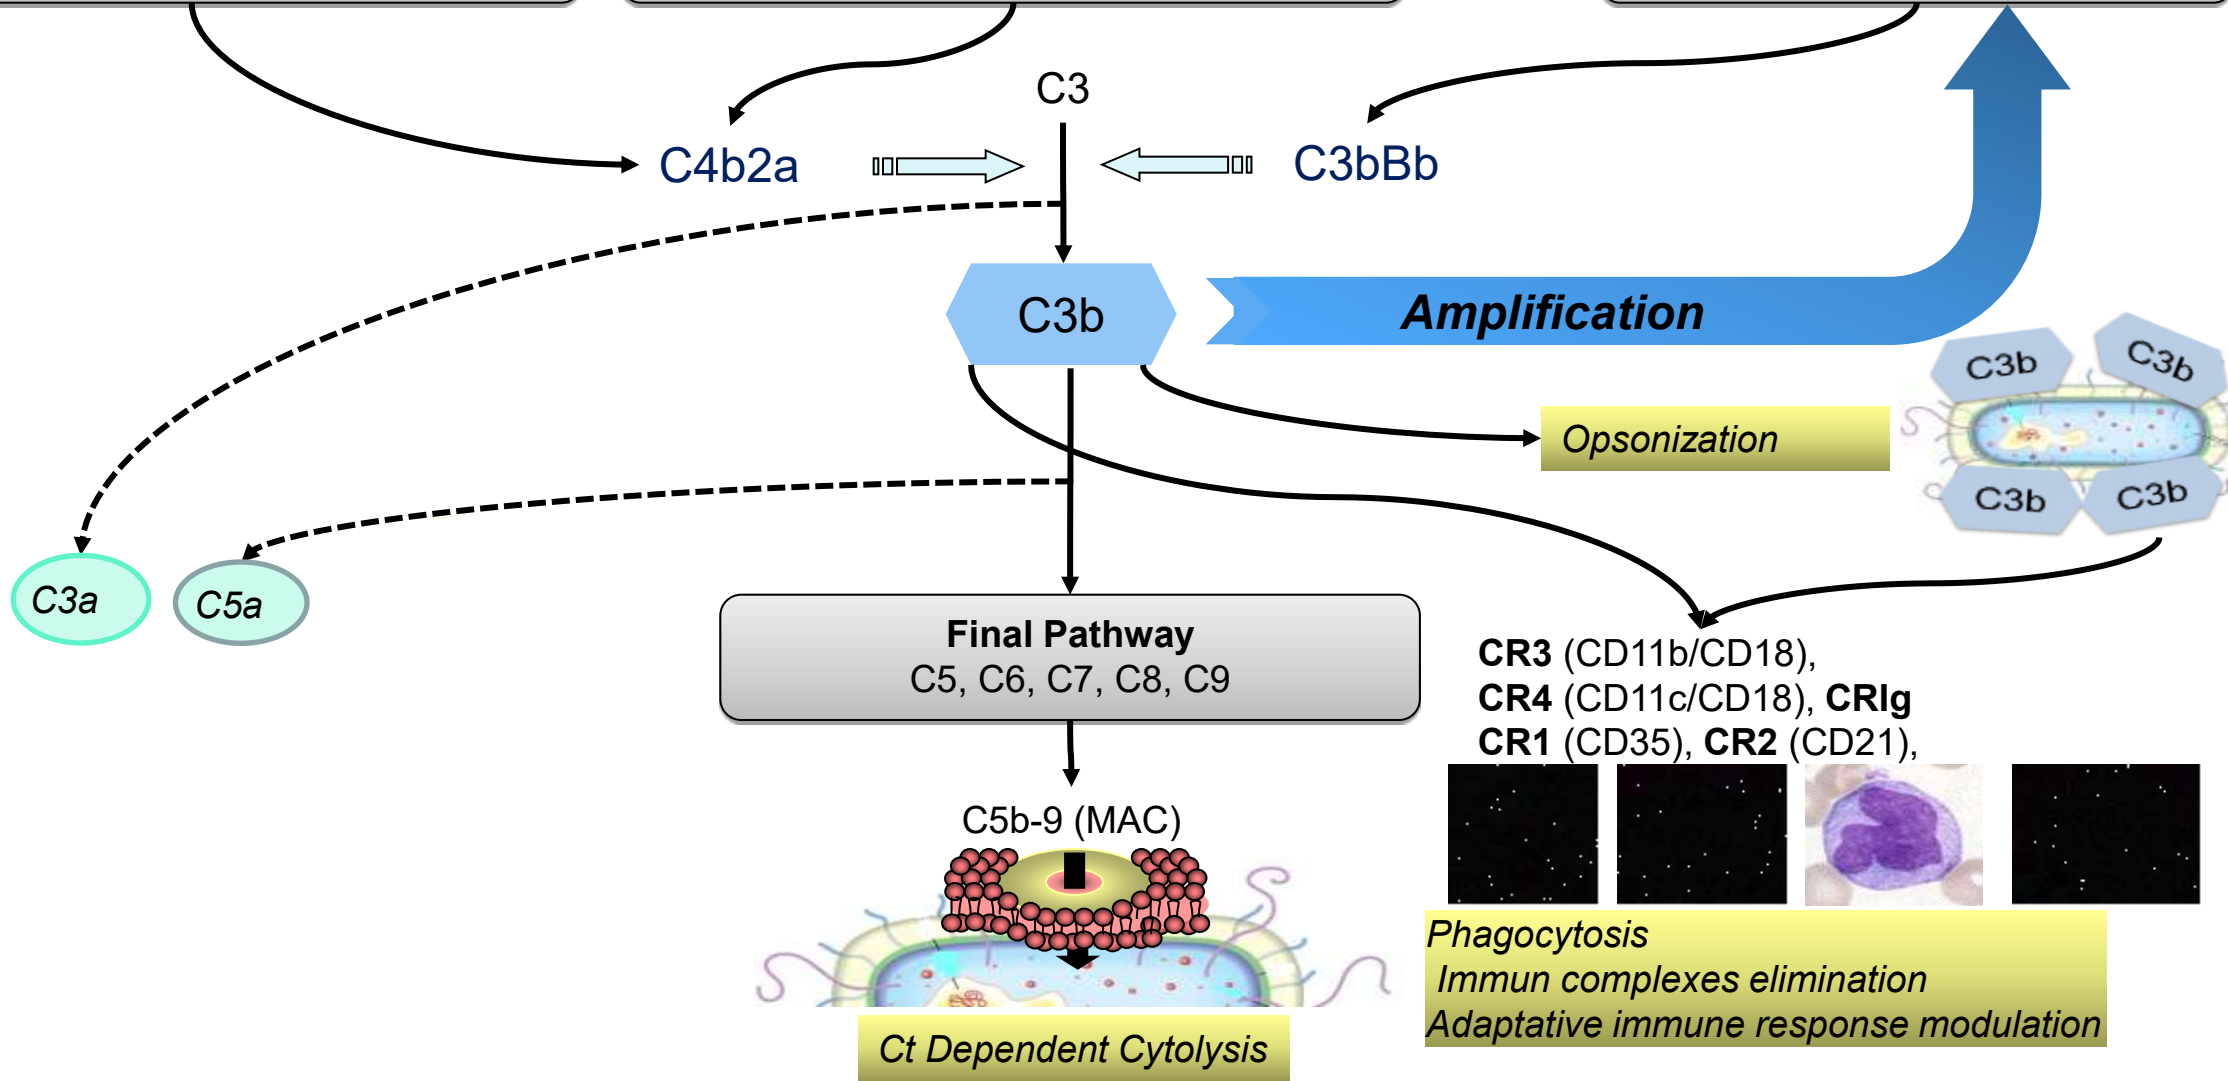 C3
C4b2a
C3bBb
C3b
Amplification
C3b
C3b
Opsonization
C3b
C3b
C3a
C5a
Final Pathway
C5, C6, C7, C8, C9
CR3 (CD11b/CD18),
CR4 (CD11c/CD18), CRIg
CR1 (CD35), CR2 (CD21),
C5b-9 (MAC)
Phagocytosis
Immun complexes elimination
Adaptative immune response modulation
Ct Dependent Cytolysis